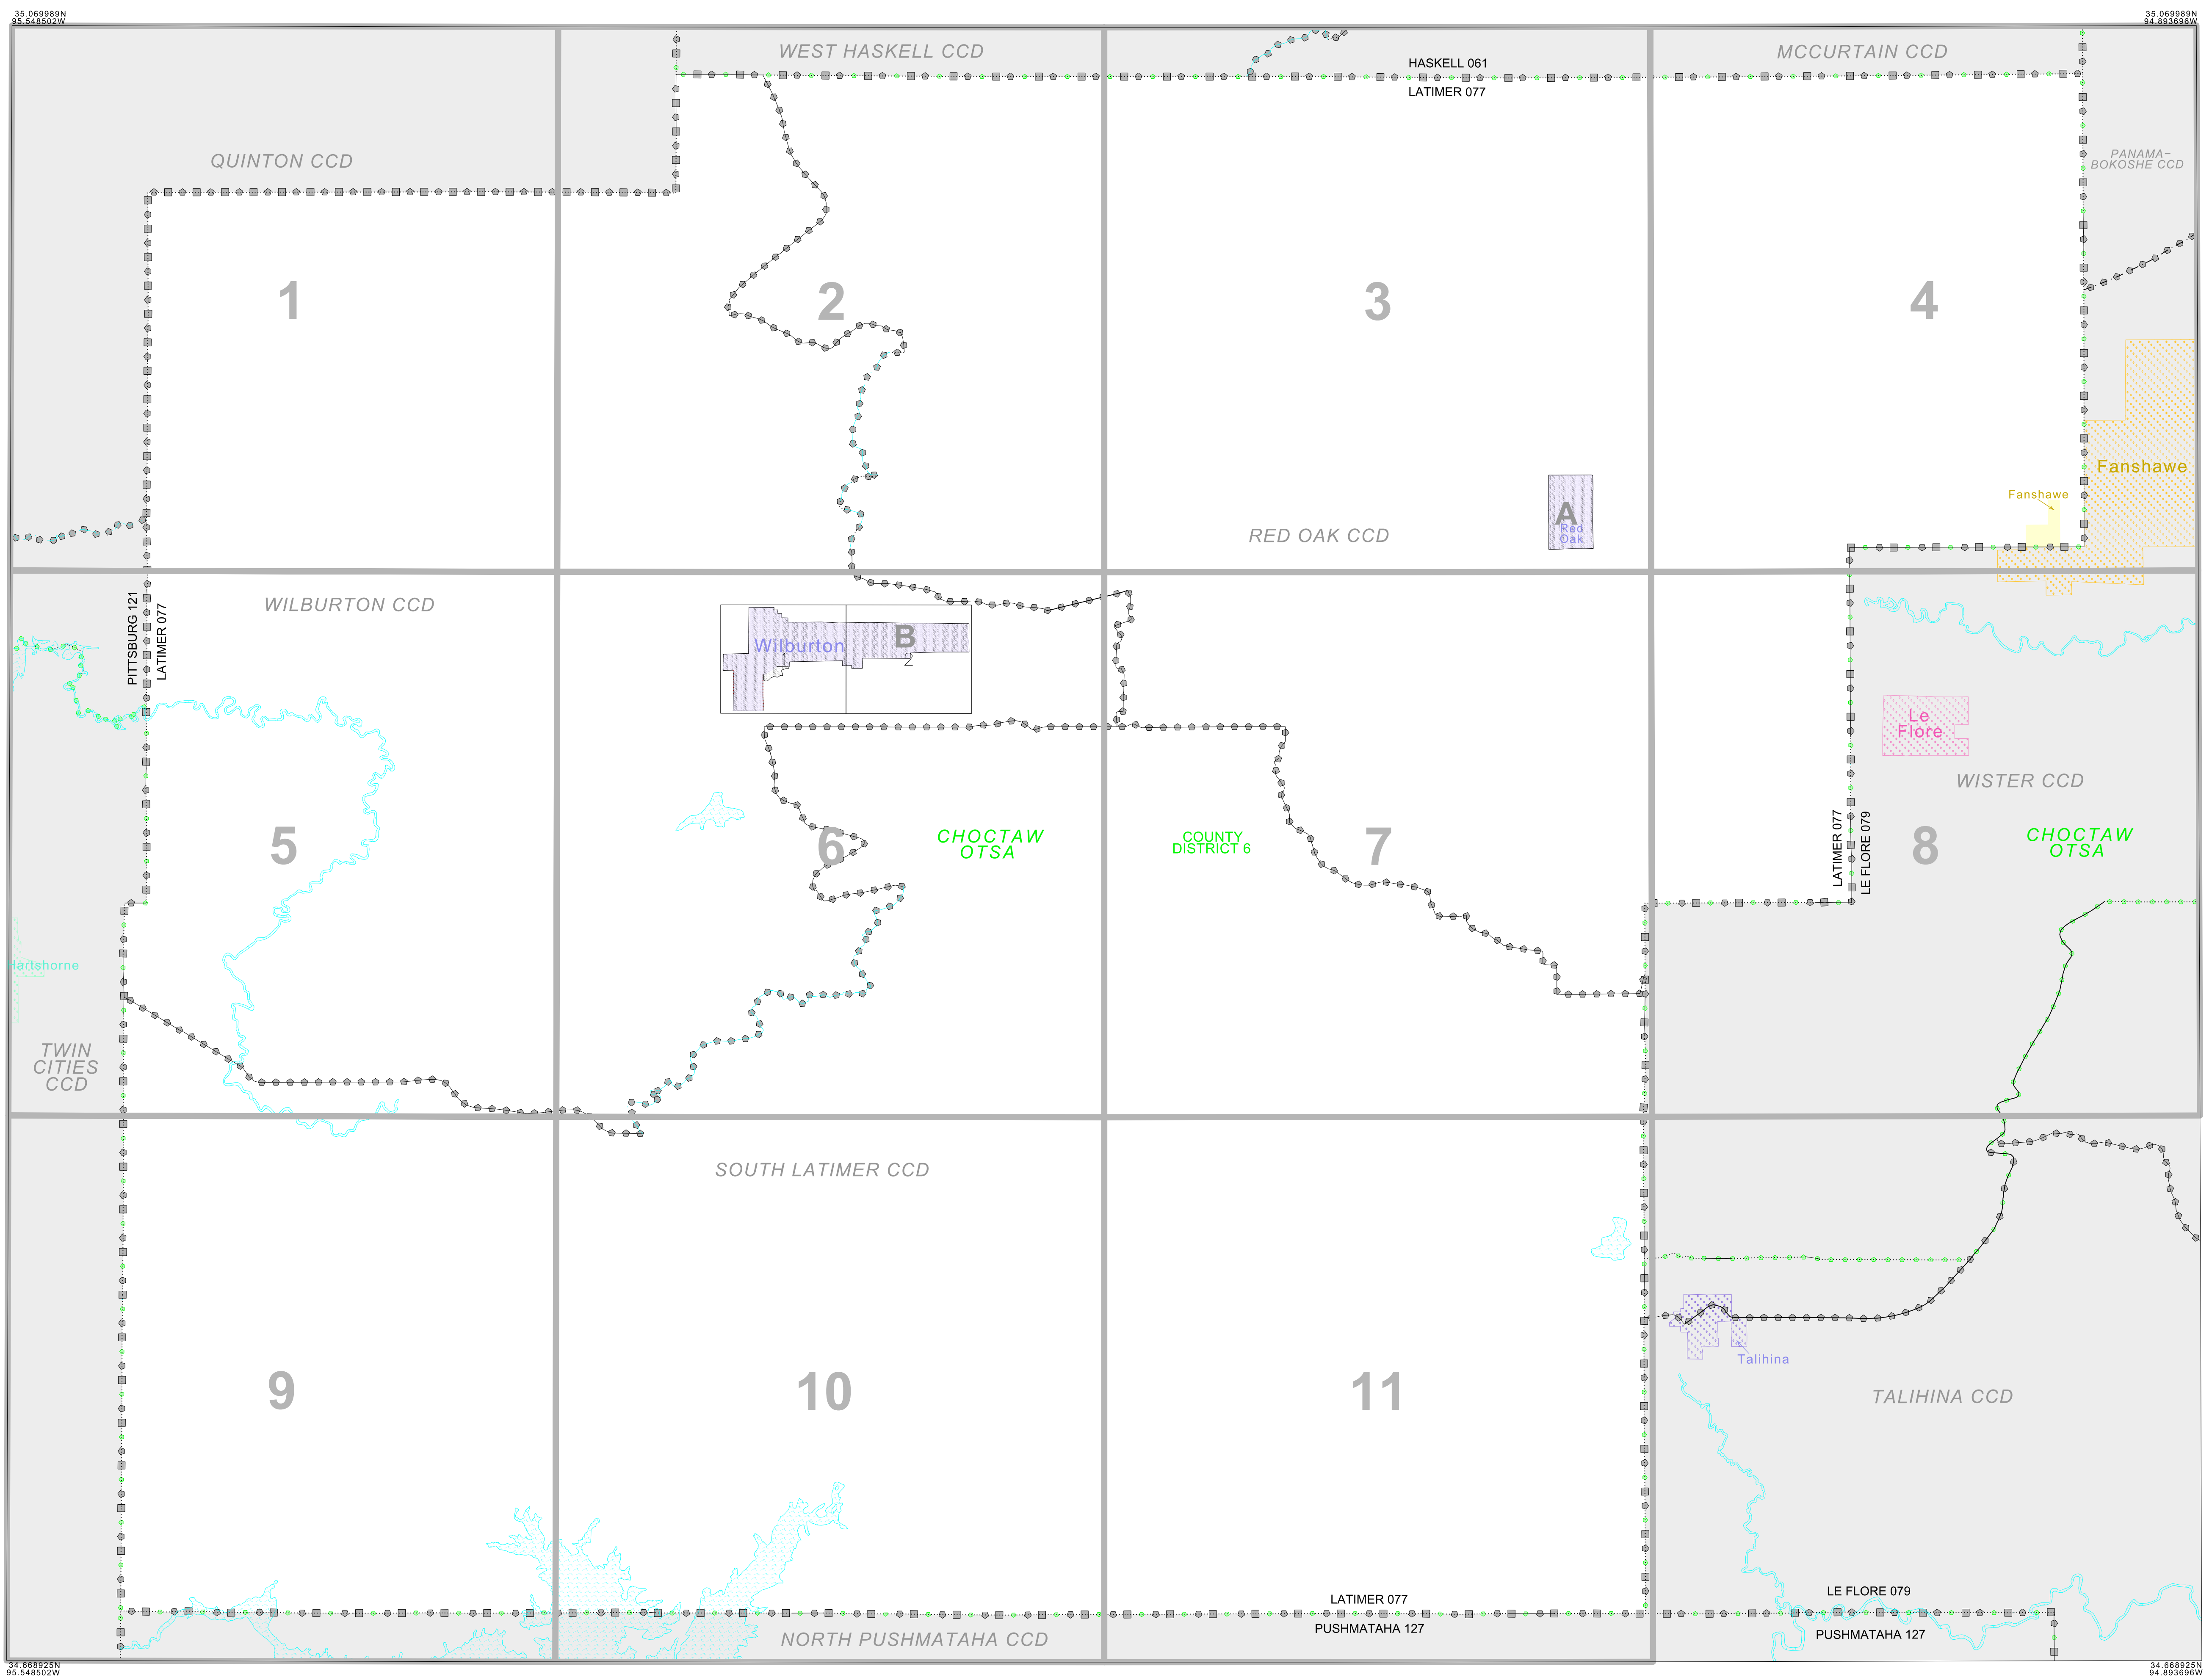 35.069989N
95.548502W
35.069989N
94.893696W
WEST HASKELL CCD
MCCURTAIN CCD
HASKELL 061
LATIMER 077
QUINTON CCD
PANAMA-
BOKOSHE CCD
1
2
3
4
Fanshawe
Fanshawe
A
Red
Oak
RED OAK CCD
WILBURTON CCD
PITTSBURG 121
LATIMER 077
Wilburton
B
1
2
Le
Flore
WISTER CCD
5
6
CHOCTAW
OTSA
COUNTY
DISTRICT 6
7
LATIMER 077
LE FLORE 079
8
CHOCTAW
OTSA
Hartshorne
TWIN
CITIES
CCD
SOUTH LATIMER CCD
Talihina
9
10
11
TALIHINA CCD
LATIMER 077
PUSHMATAHA 127
LE FLORE 079
PUSHMATAHA 127
NORTH PUSHMATAHA CCD
34.668925N
95.548502W
34.668925N
94.893696W